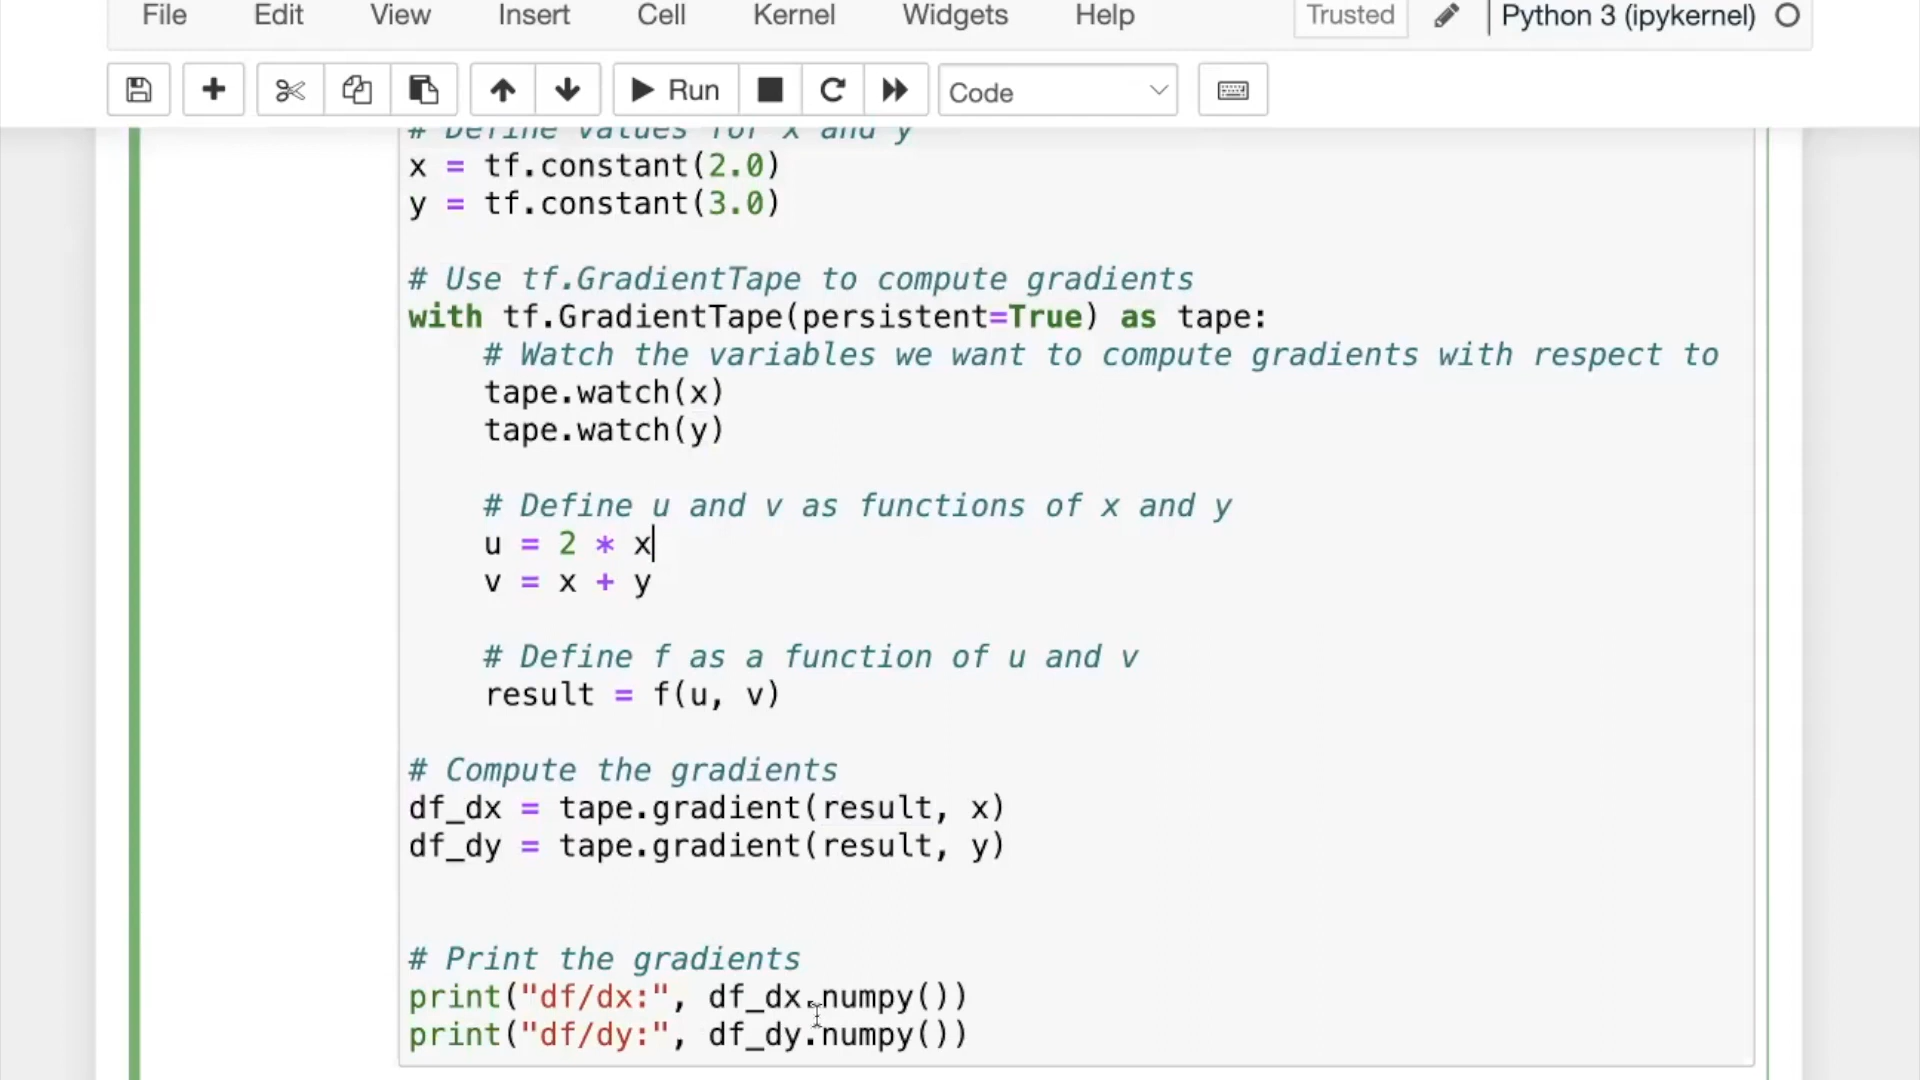 File Edit View Insert Cell Kernel Widgets Help Trusted Python 3 (ipykernel)
Run Code
# Define values for x and y
x = tf.constant(2.0)
y = tf.constant(3.0)
# Use tf.GradientTape to compute gradients
with tf.GradientTape(persistent=True) as tape:
# Watch the variables we want to compute gradients with respect to
tape.watch(x)
tape.watch(y)
# Define u and v as functions of x and y
u = 2 * x
v = x + y
# Define f as a function of u and v
result = f(u, v)
# Compute the gradients
df_dx = tape.gradient(result, x)
df_dy = tape.gradient(result, y)
# Print the gradients
print("df/dx:", df_dx.numpy())
print("df/dy:", df_dy.numpy())